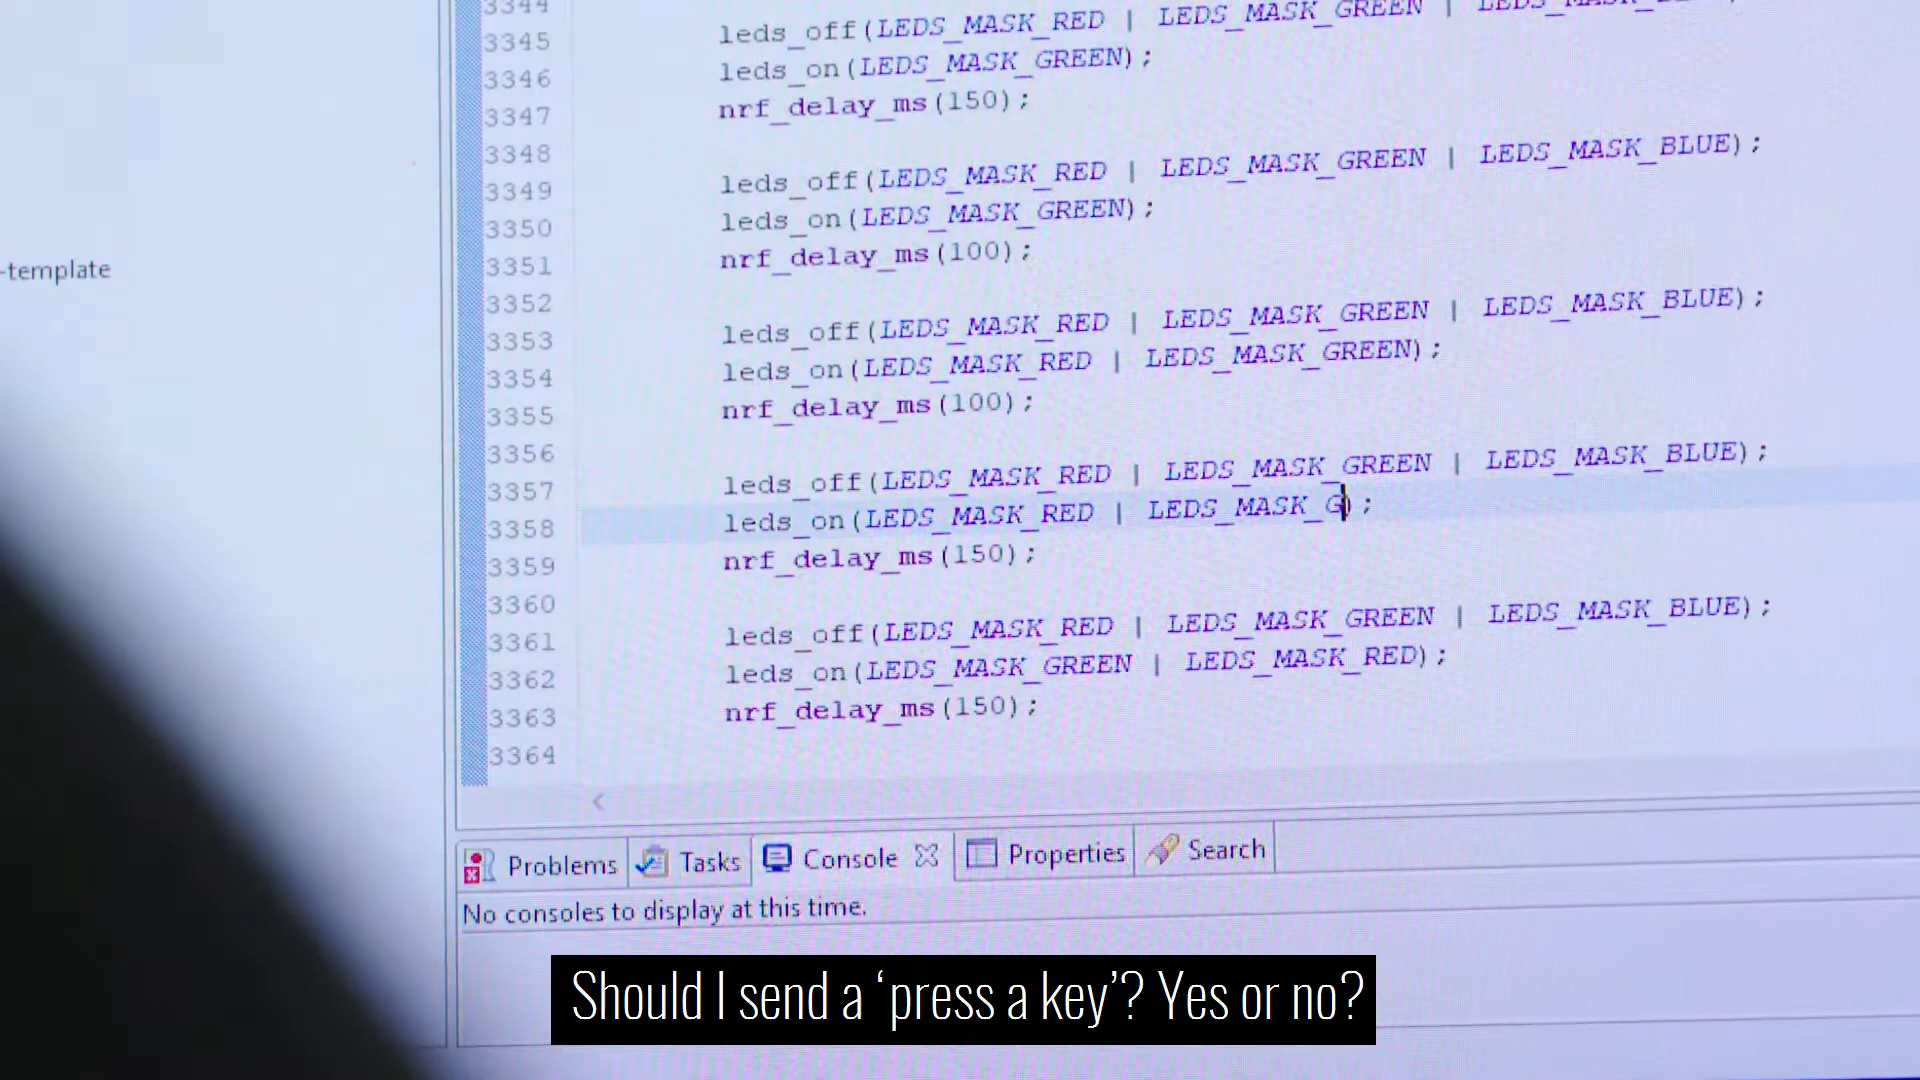 3344
3345 leds_off(LEDS_MASK_RED | LEDS_MASK_GREEN |
3346 leds_on(LEDS_MASK_GREEN);
3347 nrf_delay_ms(150);
3348
3349 leds_off(LEDS_MASK_RED | LEDS_MASK_GREEN | LEDS_MASK_BLUE);
3350 leds_on(LEDS_MASK_GREEN);
3351 nrf_delay_ms(100);
3352
3353 leds_off(LEDS_MASK_RED | LEDS_MASK_GREEN | LEDS_MASK_BLUE);
3354 leds_on(LEDS_MASK_RED | LEDS_MASK_GREEN);
3355 nrf_delay_ms(100);
3356
3357 leds_off(LEDS_MASK_RED | LEDS_MASK_GREEN | LEDS_MASK_BLUE);
3358 leds_on(LEDS_MASK_RED | LEDS_MASK_G);
3359 nrf_delay_ms(150);
3360
3361 leds_off(LEDS_MASK_RED | LEDS_MASK_GREEN | LEDS_MASK_BLUE);
3362 leds_on(LEDS_MASK_GREEN | LEDS_MASK_RED);
3363 nrf_delay_ms(150);
3364
-template
Problems Tasks Console Properties Search
No consoles to display at this time.
Should I send a ‘press a key’? Yes or no?